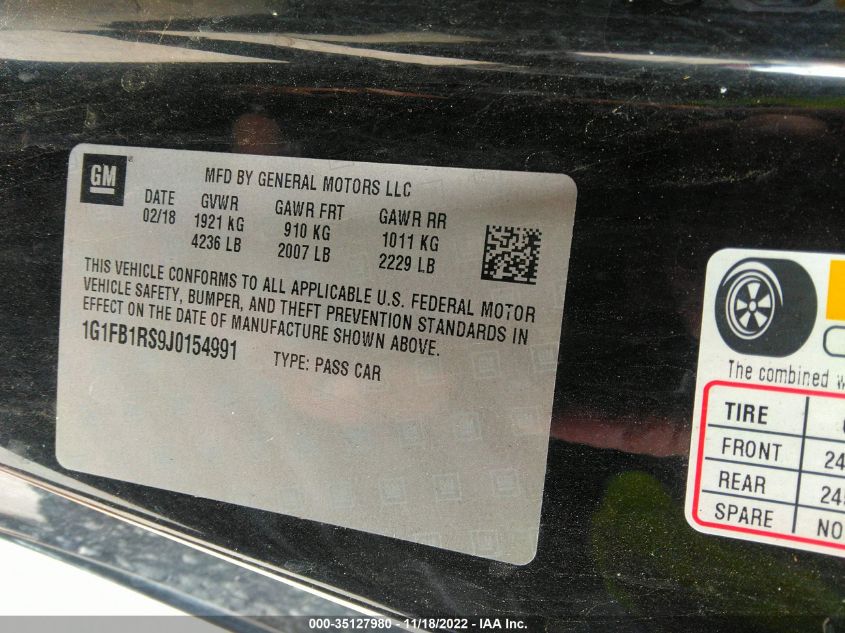 GM
MFD BY GENERAL MOTORS LLC
DATE GVWR GAWR FRT GAWR RR
02/18 1921 KG 910 KG 1011 KG
4236 LB 2007 LB 2229 LB
THIS VEHICLE CONFORMS TO ALL APPLICABLE U.S. FEDERAL MOTOR
VEHICLE SAFETY, BUMPER, AND THEFT PREVENTION STANDARDS IN
EFFECT ON THE DATE OF MANUFACTURE SHOWN ABOVE.
1G1FB1RS9J0154991 TYPE: PASS CAR
The combined
TIRE
FRONT 24
REAR 24
SPARE NO
000-35127980 - 11/18/2022 - IAA Inc.